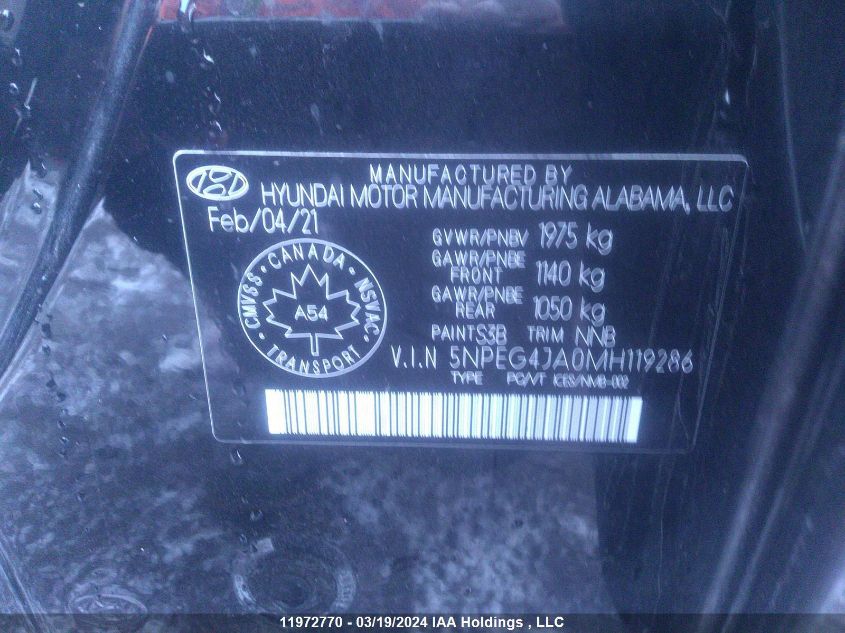 MANUFACTURED BY
HYUNDAI MOTOR MANUFACTURING ALABAMA, LLC
Feb/04/21
GVWR/PNBV 1975 kg
GAWR/PNBE FRONT 1140 kg
GAWR/PNBE REAR 1050 kg
PAINT S3B TRIM NNB
V.I.N 5NPEG4JA0MH119286
TYPE PC/VT ICES/NMB-002
CMVSS · CANADA · NSVAC
A54
TRANSPORT
11972770 - 03/19/2024 IAA Holdings , LLC